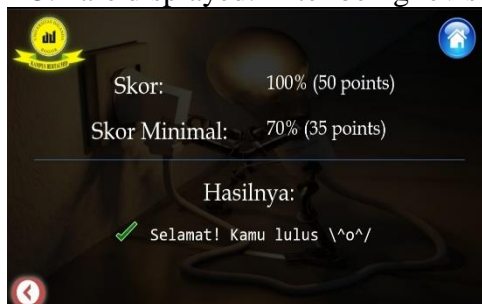 Skor: 100% (50 points)
Skor Minimal: 70% (35 points)
Hasilnya:
Selamat! Kamu lulus \^o^/